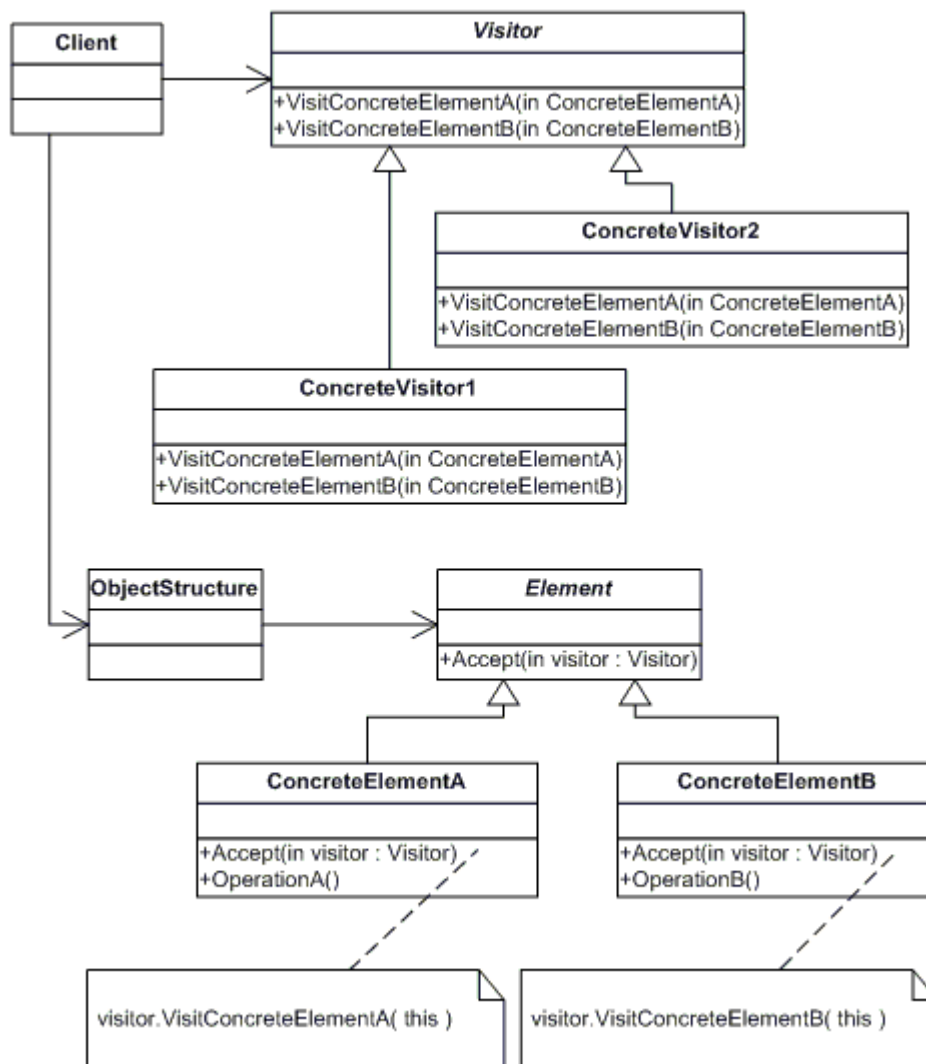 Client
Visitor
+VisitConcreteElementA(in ConcreteElementA)
+VisitConcreteElementB(in ConcreteElementB)
ConcreteVisitor2
+VisitConcreteElementA(in ConcreteElementA)
+VisitConcreteElementB(in ConcreteElementB)
ConcreteVisitor1
+VisitConcreteElementA(in ConcreteElementA)
+VisitConcreteElementB(in ConcreteElementB)
ObjectStructure
Element
+Accept(in visitor : Visitor)
ConcreteElementA
+Accept(in visitor : Visitor)
+OperationA()
ConcreteElementB
+Accept(in visitor : Visitor)
+OperationB()
visitor.VisitConcreteElementA( this )
visitor.VisitConcreteElementB( this )